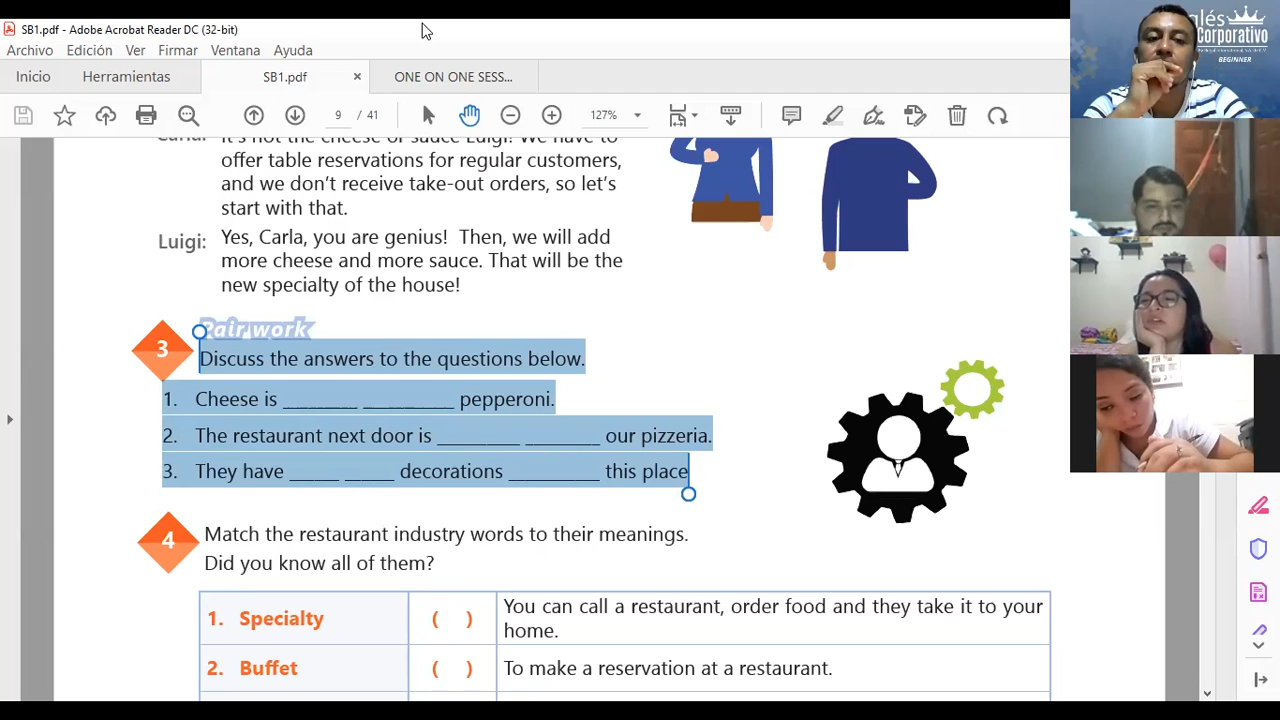 SB1.pdf - Adobe Acrobat Reader DC (32-bit)
Archivo Edición Ver Firmar Ventana Ayuda
Inicio Herramientas SB1.pdf × ONE ON ONE SESS...
9 / 41 127%
offer table reservations for regular customers,
and we don't receive take-out orders, so let's
start with that.
Luigi: Yes, Carla, you are genius! Then, we will add
more cheese and more sauce. That will be the
new specialty of the house!
3 Pair work
Discuss the answers to the questions below.
1. Cheese is ________ __________ pepperoni.
2. The restaurant next door is _________ ________ our pizzeria.
3. They have ______ ______ decorations __________ this place
4 Match the restaurant industry words to their meanings.
Did you know all of them?
1. Specialty ( ) You can call a restaurant, order food and they take it to your
home.
2. Buffet ( ) To make a reservation at a restaurant.
Corporativo
BEGINNER